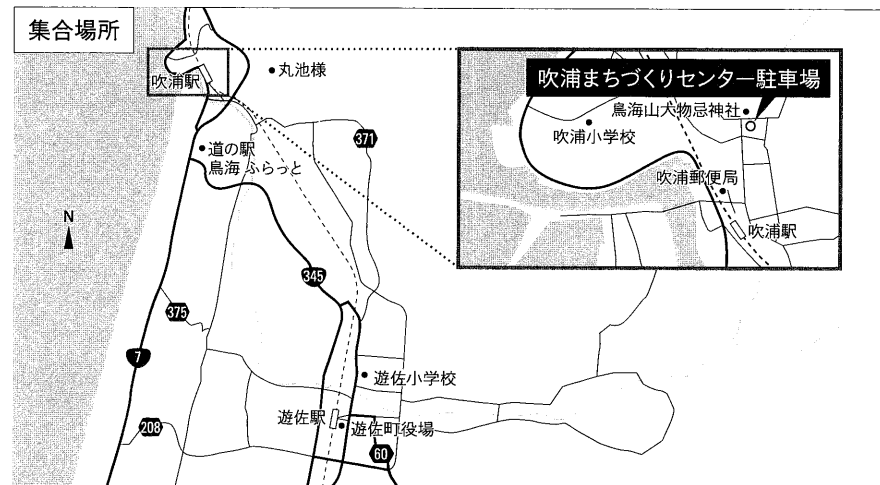 集合場所
吹浦駅
丸池様
371
道の駅
鳥海 ふらっと
N
345
375
7
遊佐小学校
遊佐駅
遊佐町役場
208
60
吹浦まちづくりセンター駐車場
鳥海山大物忌神社
吹浦小学校
吹浦郵便局
吹浦駅